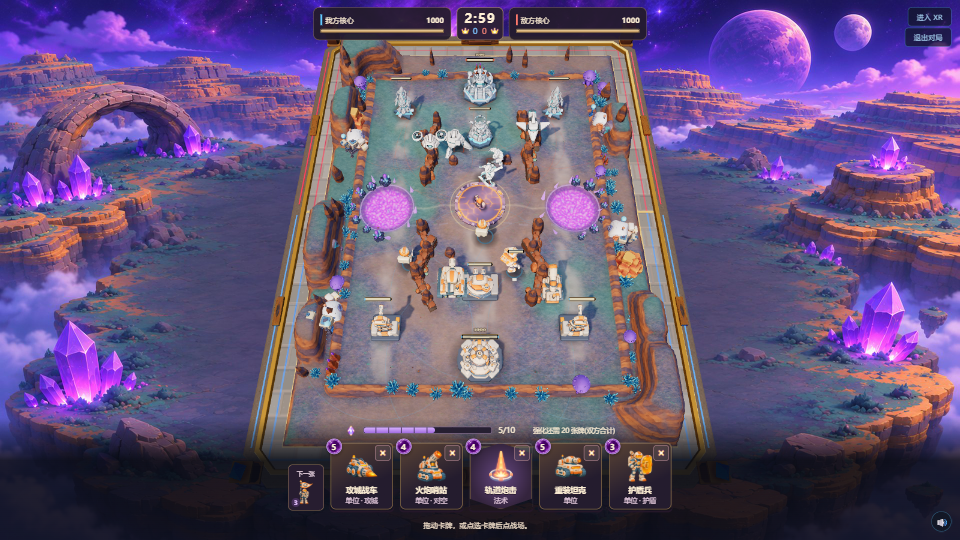 我方核心 1000
2:59
0 0
敌方核心 1000
进入 XR
退出对局
5/10
强化还需 20 张牌(双方合计)
下一张
3
5
攻城战车
单位·攻城
4
火炮哨站
单位·对空
4
轨道炮击
法术
5
重装坦克
单位
3
护盾兵
单位·护盾
拖动卡牌，或点选卡牌后点战场。